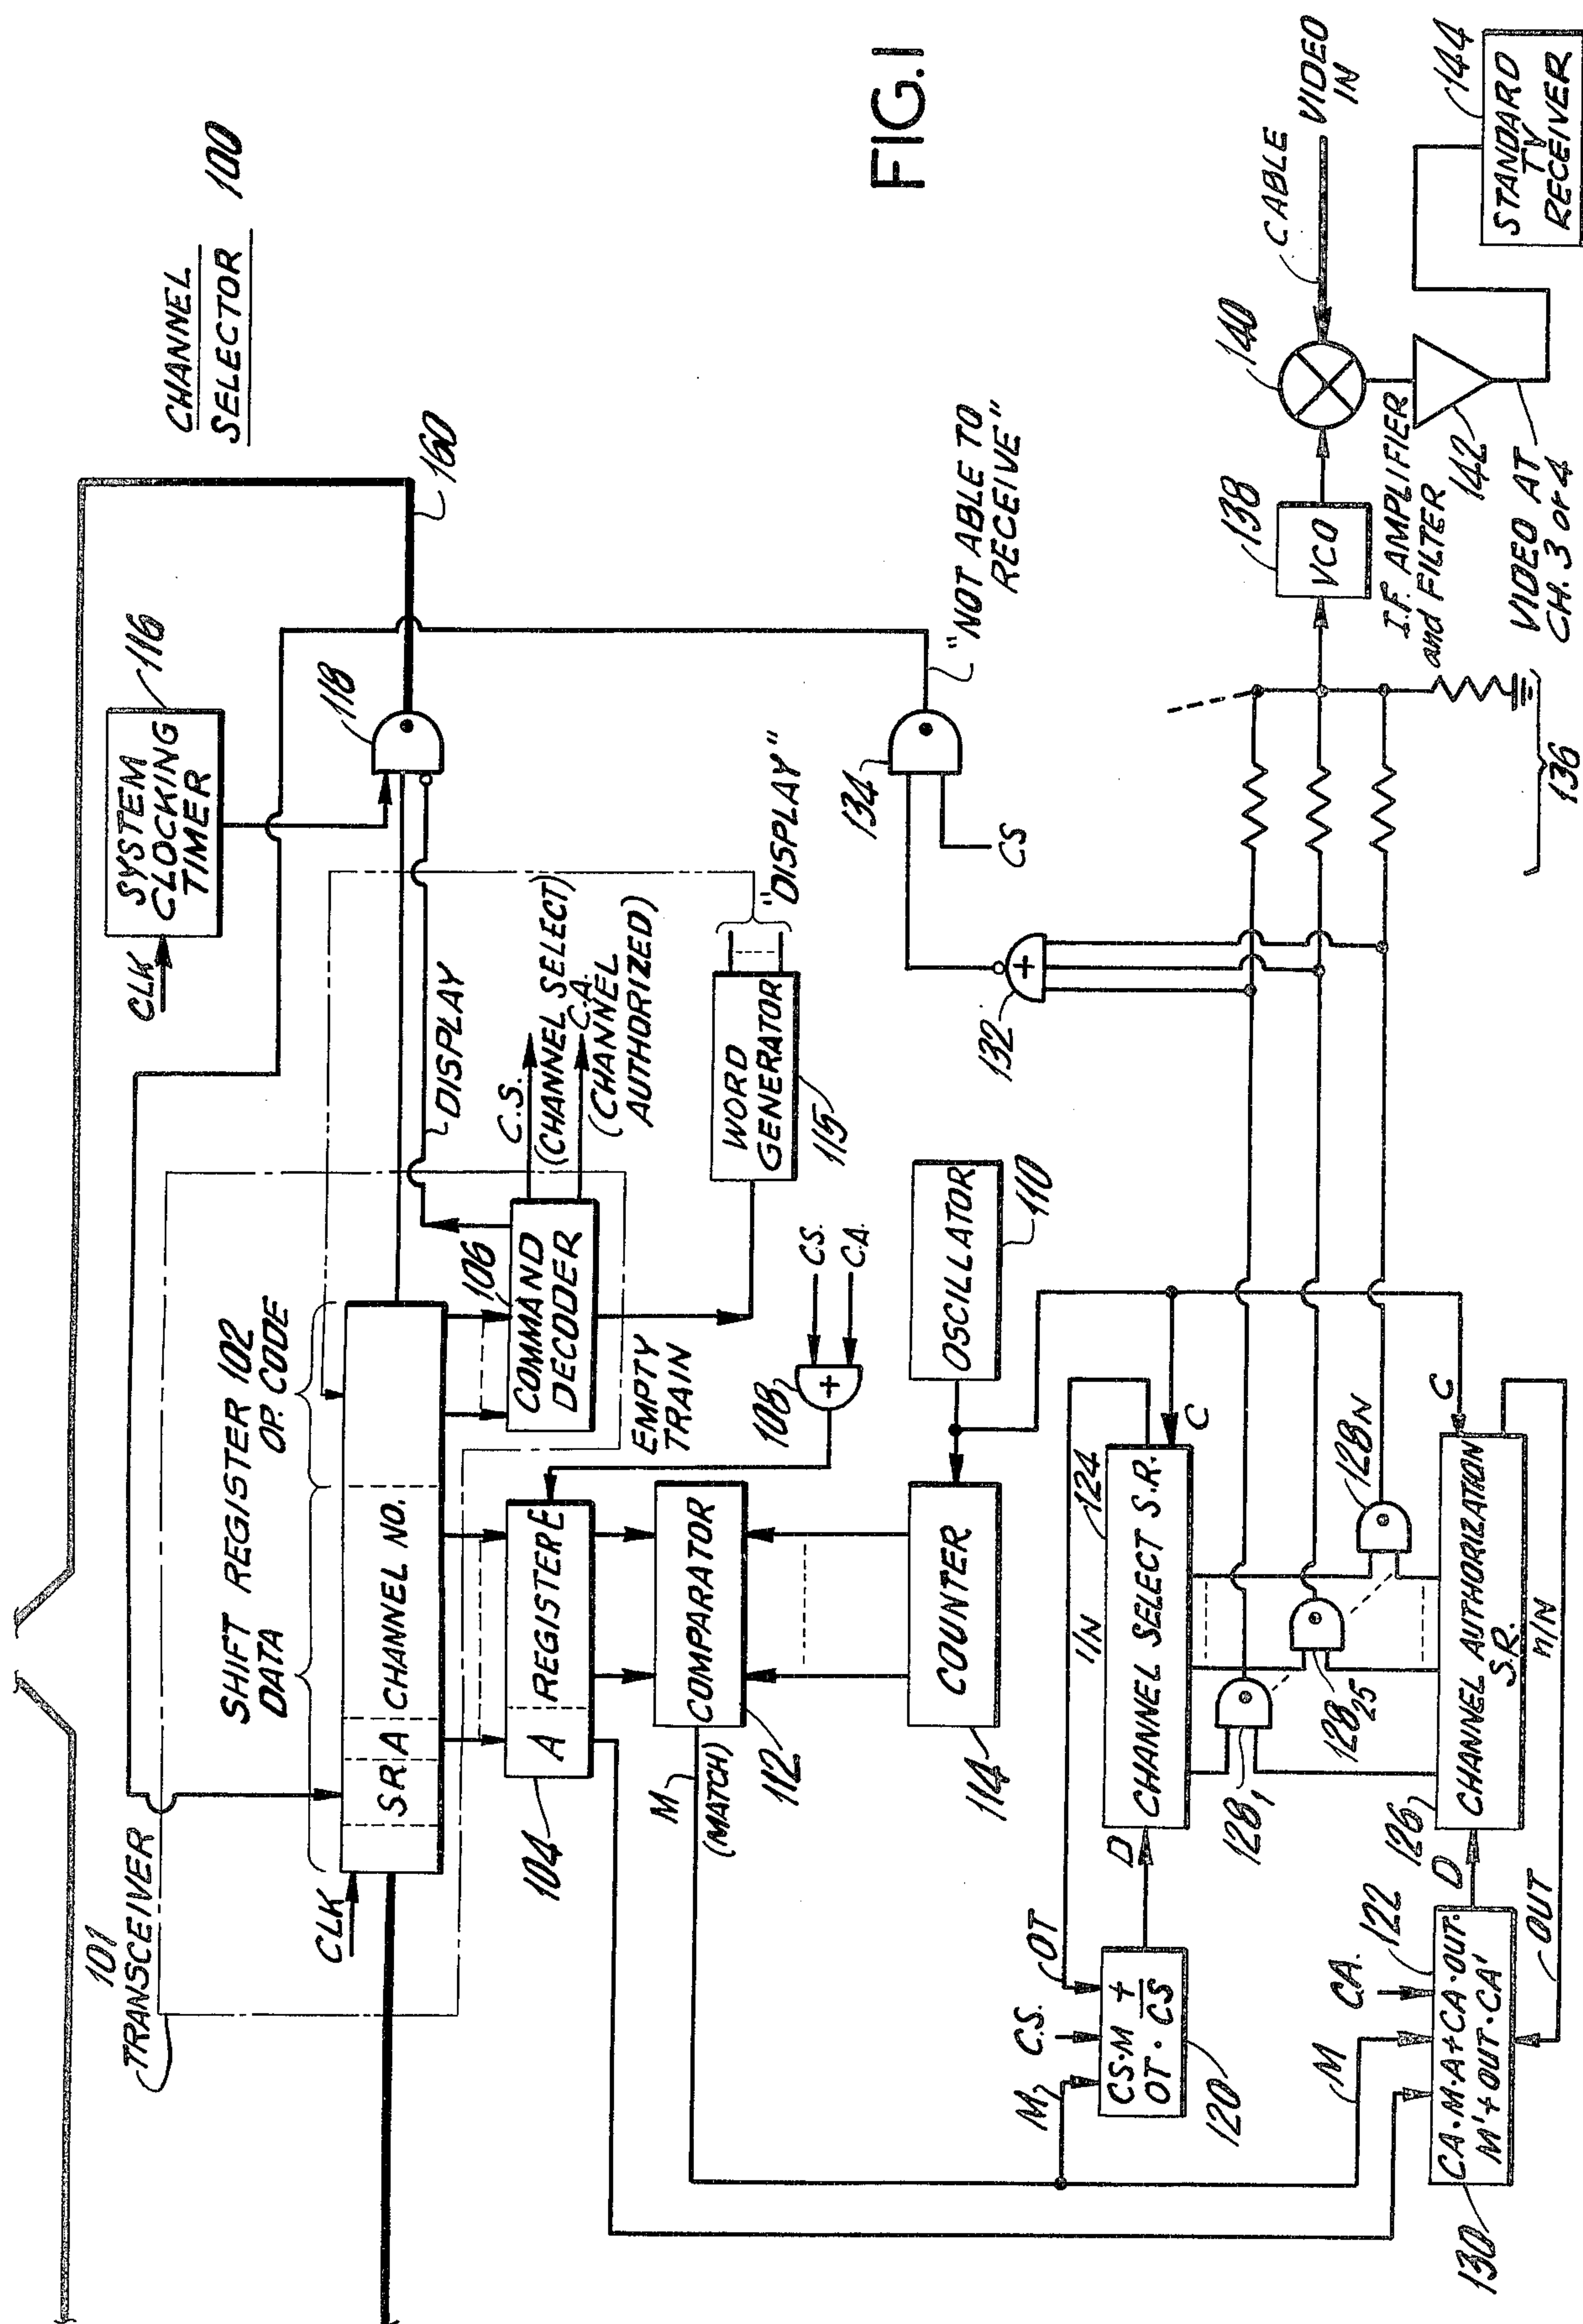 FIG.1
CHANNEL
SELECTOR 100
101
TRANSCEIVER
SHIFT REGISTER 102
DATA
OP. CODE
CLK
S.R.
A
CHANNEL NO.
SYSTEM
CLOCKING
TIMER
116
CLK
118
160
DISPLAY
106
COMMAND
DECODER
C.S.
(CHANNEL SELECT)
C.A.
(CHANNEL
AUTHORIZED)
EMPTY
TRAIN
WORD
GENERATOR
115
"DISPLAY"
104
A
REGISTER
E
108
+
CS.
CA.
M
(MATCH)
COMPARATOR
112
COUNTER
114
OSCILLATOR
110
134
CS
"NOT ABLE TO
RECEIVE"
132
+
M
C.S.
OT
CS·M +
OT·C̅S̅
120
D
1/N
124
CHANNEL SELECT S.R.
C
128₁
128₂₅
128N
M
CA.
122
CA·M·A+CA·OUT·
M'+OUT·CA'
130
OUT
D
126
CHANNEL AUTHORIZATION
S.R.
n/N
C
136
138
VCO
140
CABLE
VIDEO
IN
I.F. AMPLIFIER
and FILTER
142
VIDEO AT
CH. 3 or 4
144
STANDARD
TV
RECEIVER